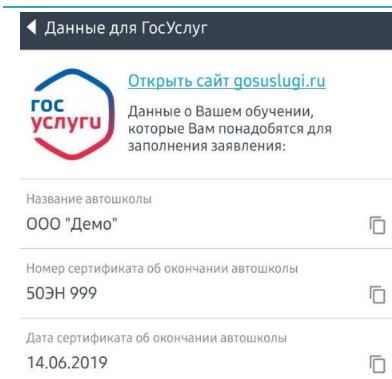 Данные для ГосУслуг
гос
услуги
Открыть сайт gosuslugi.ru
Данные о Вашем обучении,
которые Вам понадобятся для
заполнения заявления:
Название автошколы
ООО "Демо"
Номер сертификата об окончании автошколы
50ЭН 999
Дата сертификата об окончании автошколы
14.06.2019